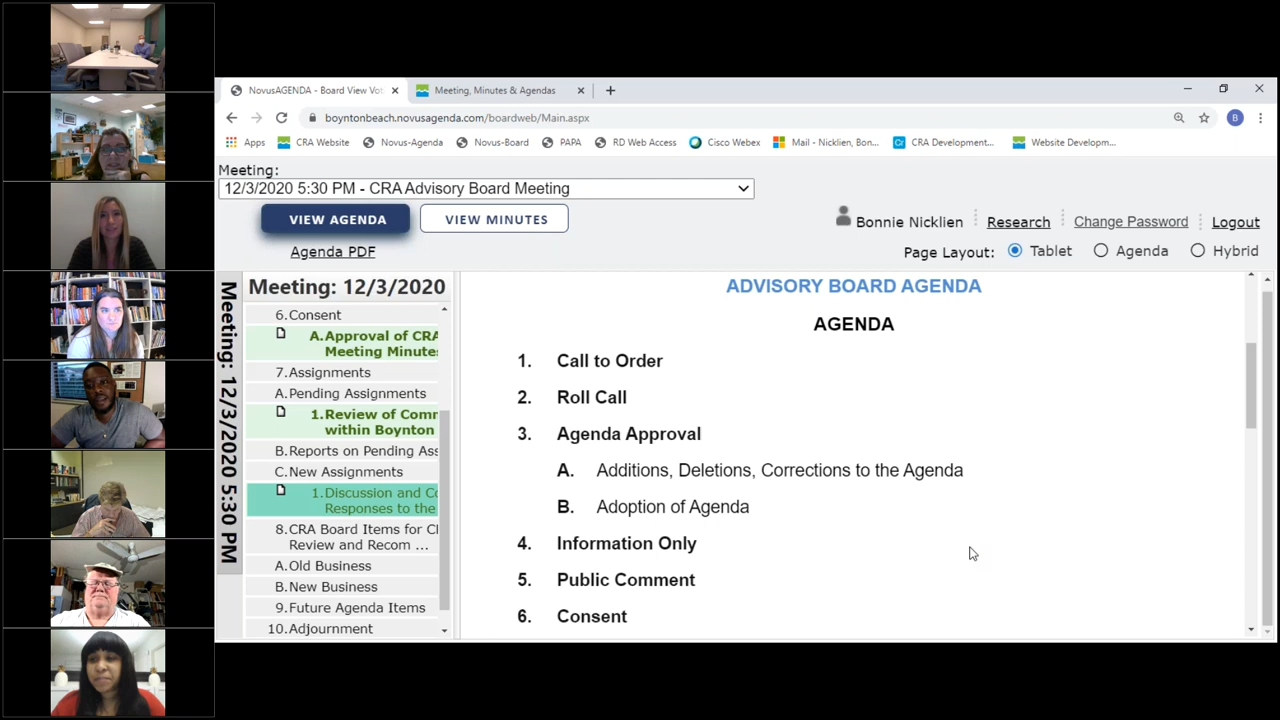 NovusAGENDA - Board View Vot
Meeting, Minutes & Agendas
boyntonbeach.novusagenda.com/boardweb/Main.aspx
B
Apps
CRA Website
Novus-Agenda
Novus-Board
PAPA
RD Web Access
Cisco Webex
Mail - Nicklien, Bon...
CRA Development...
Website Developm...
Meeting:
12/3/2020 5:30 PM - CRA Advisory Board Meeting
VIEW AGENDA
VIEW MINUTES
Agenda PDF
Bonnie Nicklien
Research
Change Password
Logout
Page Layout:
Tablet
Agenda
Hybrid
Meeting: 12/3/2020 5:30 PM
Meeting: 12/3/2020
6.Consent
A.Approval of CRA
Meeting Minutes
7.Assignments
A.Pending Assignments
1.Review of Comm
within Boynton
B.Reports on Pending Ass
C.New Assignments
1.Discussion and Co
Responses to the
8.CRA Board Items for C
Review and Recom ...
A.Old Business
B.New Business
9.Future Agenda Items
10.Adjournment
ADVISORY BOARD AGENDA
AGENDA
1. Call to Order
2. Roll Call
3. Agenda Approval
A. Additions, Deletions, Corrections to the Agenda
B. Adoption of Agenda
4. Information Only
5. Public Comment
6. Consent